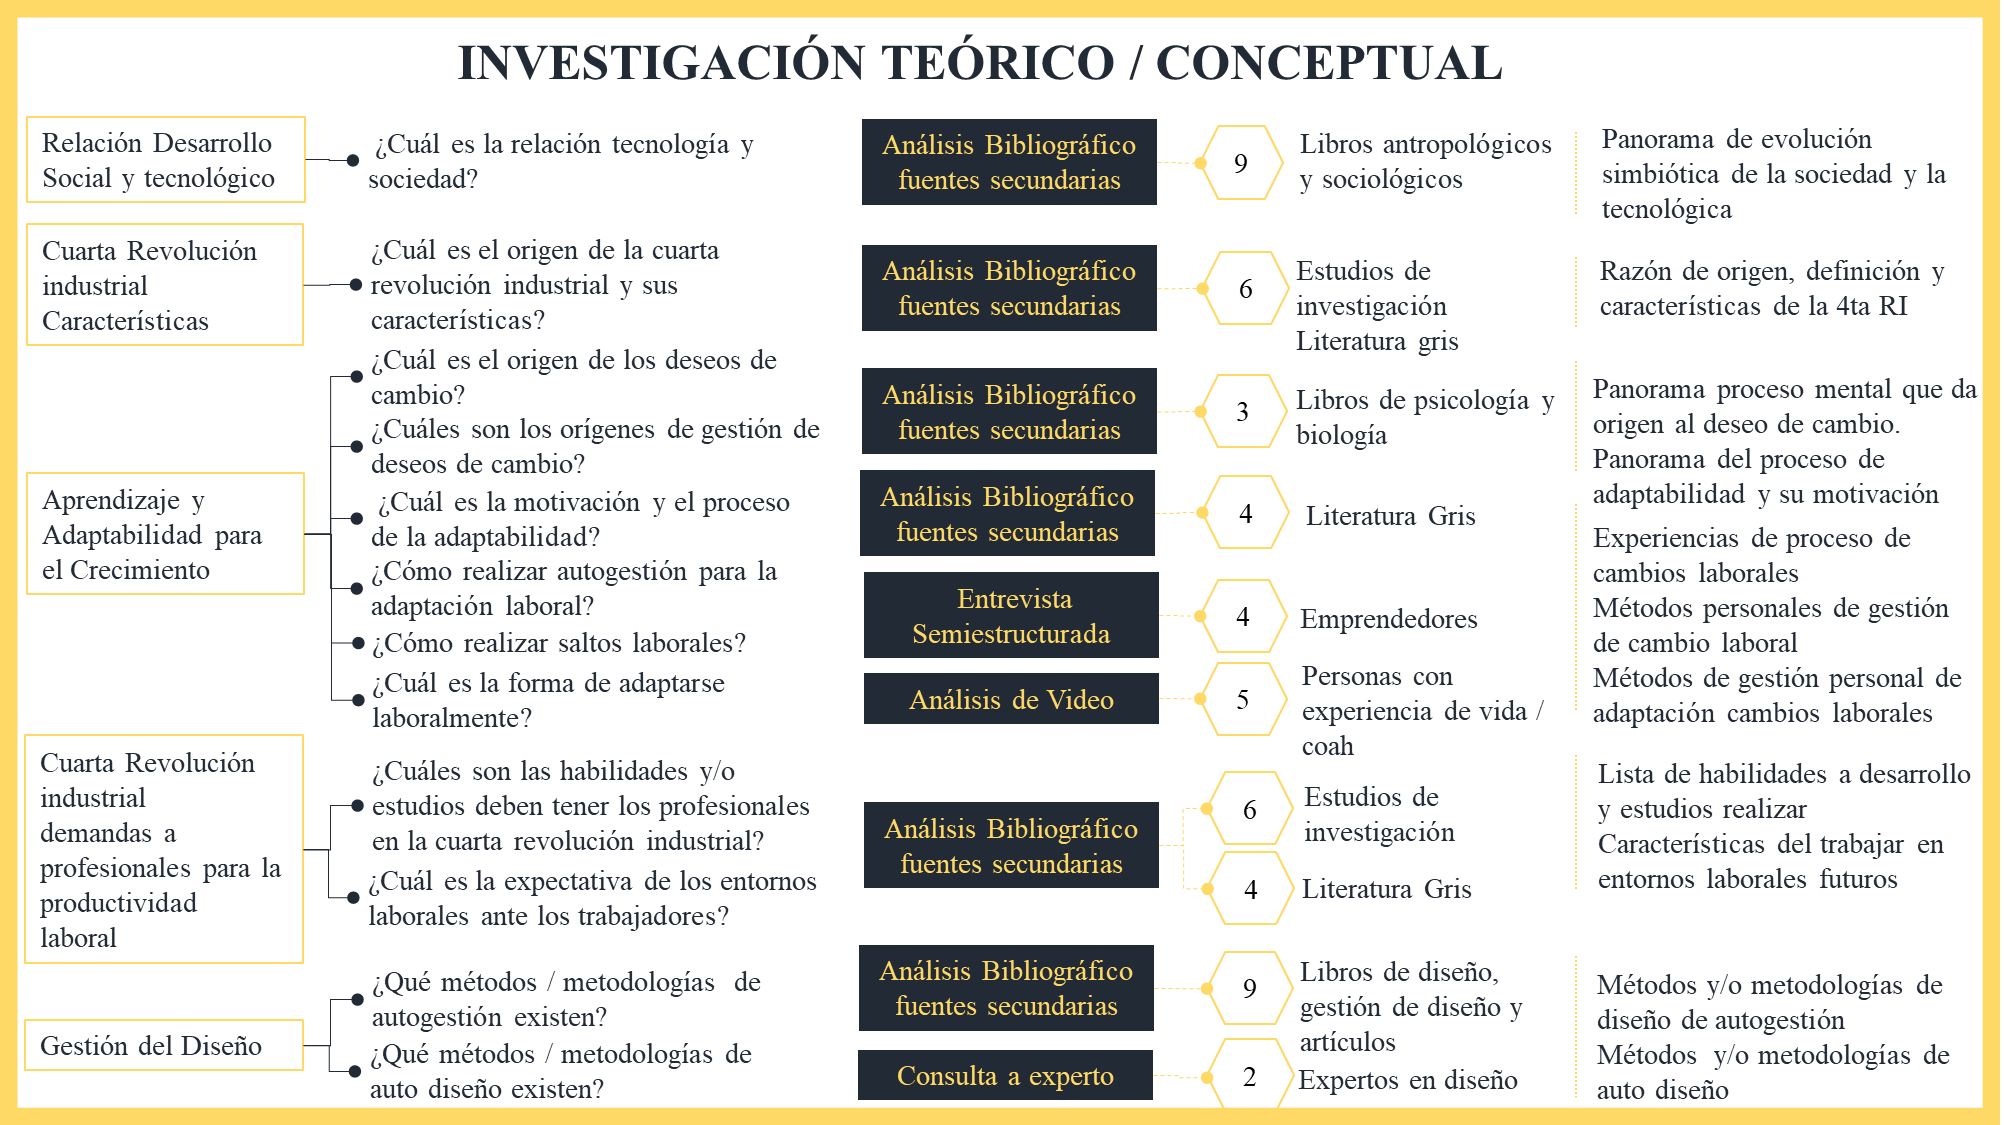 INVESTIGACIÓN TEÓRICO / CONCEPTUAL
Relación Desarrollo
Social y tecnológico
¿Cuál es la relación tecnología y
sociedad?
Análisis Bibliográfico
fuentes secundarias
9
Libros antropológicos
y sociológicos
Panorama de evolución
simbiótica de la sociedad y la
tecnológica
Cuarta Revolución
industrial
Características
¿Cuál es el origen de la cuarta
revolución industrial y sus
características?
Análisis Bibliográfico
fuentes secundarias
6
Estudios de
investigación
Literatura gris
Razón de origen, definición y
características de la 4ta RI
Aprendizaje y
Adaptabilidad para
el Crecimiento
¿Cuál es el origen de los deseos de
cambio?
¿Cuáles son los orígenes de gestión de
deseos de cambio?
¿Cuál es la motivación y el proceso
de la adaptabilidad?
¿Cómo realizar autogestión para la
adaptación laboral?
¿Cómo realizar saltos laborales?
¿Cuál es la forma de adaptarse
laboralmente?
Análisis Bibliográfico
fuentes secundarias
3
Libros de psicología y
biología
Análisis Bibliográfico
fuentes secundarias
4
Literatura Gris
Entrevista
Semiestructurada
4
Emprendedores
Análisis de Video
5
Personas con
experiencia de vida /
coah
Panorama proceso mental que da
origen al deseo de cambio.
Panorama del proceso de
adaptabilidad y su motivación
Experiencias de proceso de
cambios laborales
Métodos personales de gestión
de cambio laboral
Métodos de gestión personal de
adaptación cambios laborales
Cuarta Revolución
industrial
demandas a
profesionales para la
productividad
laboral
¿Cuáles son las habilidades y/o
estudios deben tener los profesionales
en la cuarta revolución industrial?
¿Cuál es la expectativa de los entornos
laborales ante los trabajadores?
Análisis Bibliográfico
fuentes secundarias
6
Estudios de
investigación
4
Literatura Gris
Lista de habilidades a desarrollo
y estudios realizar
Características del trabajar en
entornos laborales futuros
Gestión del Diseño
¿Qué métodos / metodologías de
autogestión existen?
¿Qué métodos / metodologías de
auto diseño existen?
Análisis Bibliográfico
fuentes secundarias
9
Libros de diseño,
gestión de diseño y
artículos
Consulta a experto
2
Expertos en diseño
Métodos y/o metodologías de
diseño de autogestión
Métodos y/o metodologías de
auto diseño